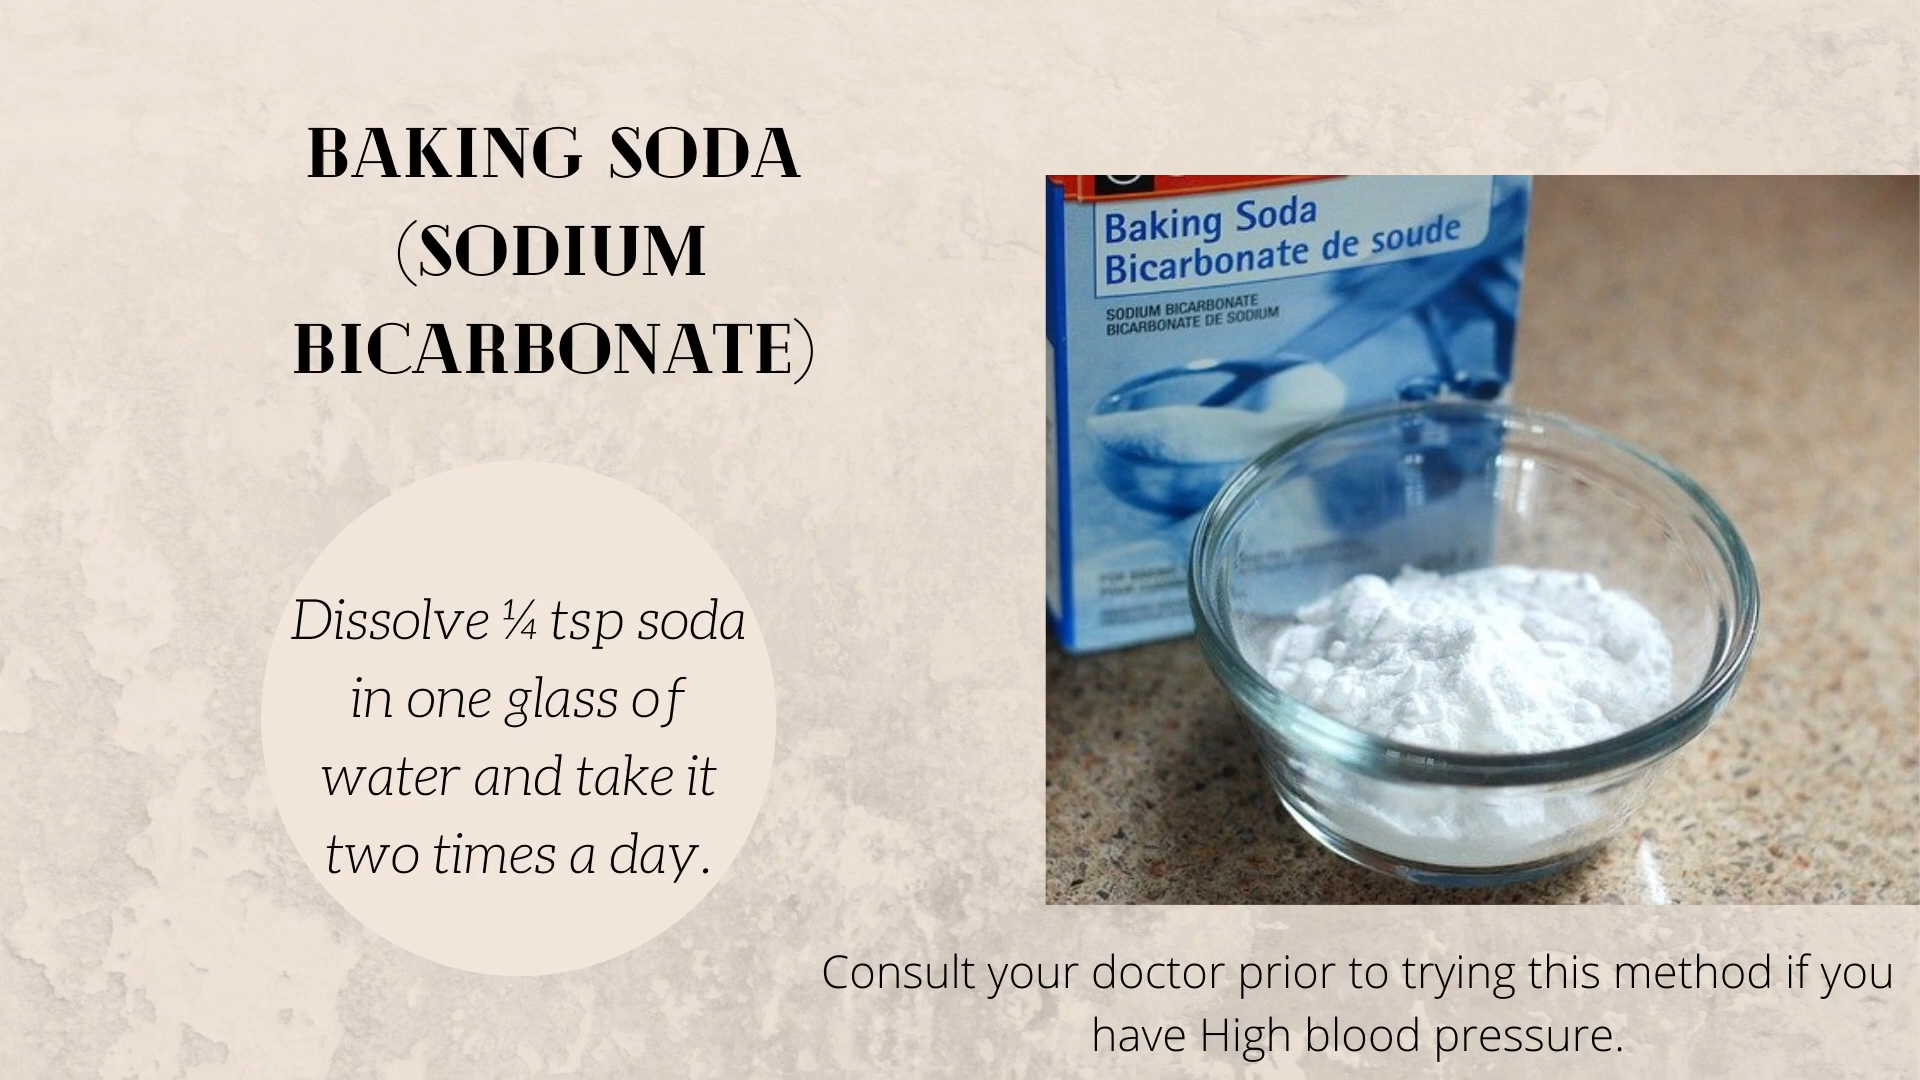 BAKING SODA
(SODIUM
BICARBONATE)
Dissolve ¼ tsp soda
in one glass of
water and take it
two times a day.
Baking Soda
Bicarbonate de soude
SODIUM BICARBONATE
BICARBONATE DE SODIUM
Consult your doctor prior to trying this method if you
have High blood pressure.